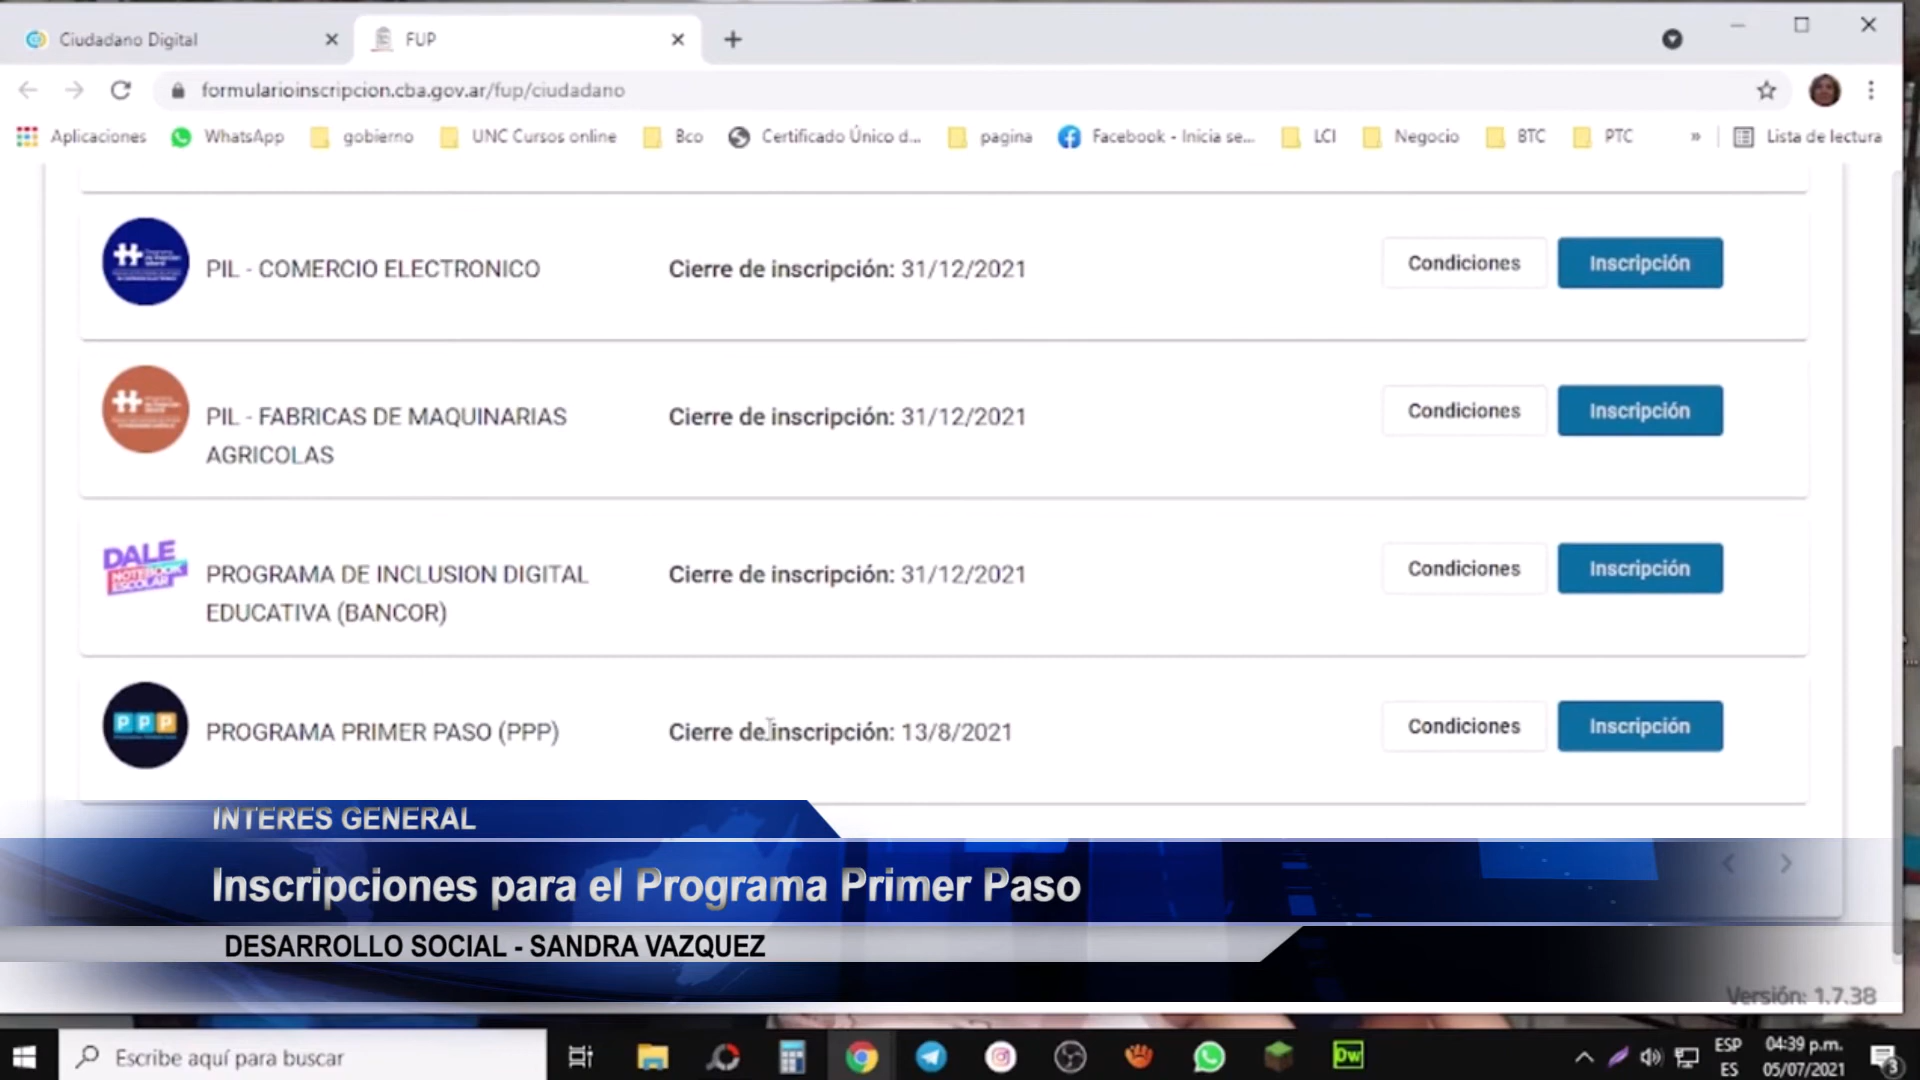 Ciudadano Digital
FUP
formularioinscripcion.cba.gov.ar/fup/ciudadano
Aplicaciones WhatsApp gobierno UNC Cursos online Bco Certificado Único d... pagina Facebook - Inicia se... LCI Negocio BTC PTC » Lista de lectura
PIL - COMERCIO ELECTRONICO Cierre de inscripción: 31/12/2021 Condiciones Inscripción
PIL - FABRICAS DE MAQUINARIAS Cierre de inscripción: 31/12/2021 Condiciones Inscripción
AGRICOLAS
DALE
NOTEBOOK
ESCOLAR
PROGRAMA DE INCLUSION DIGITAL Cierre de inscripción: 31/12/2021 Condiciones Inscripción
EDUCATIVA (BANCOR)
PPP
PROGRAMA PRIMER PASO (PPP) Cierre de inscripción: 13/8/2021 Condiciones Inscripción
INTERES GENERAL
Inscripciones para el Programa Primer Paso
DESARROLLO SOCIAL - SANDRA VAZQUEZ
Versión: 1.7.38
Escribe aquí para buscar
Dw
ESP
ES
04:39 p.m.
05/07/2021
3